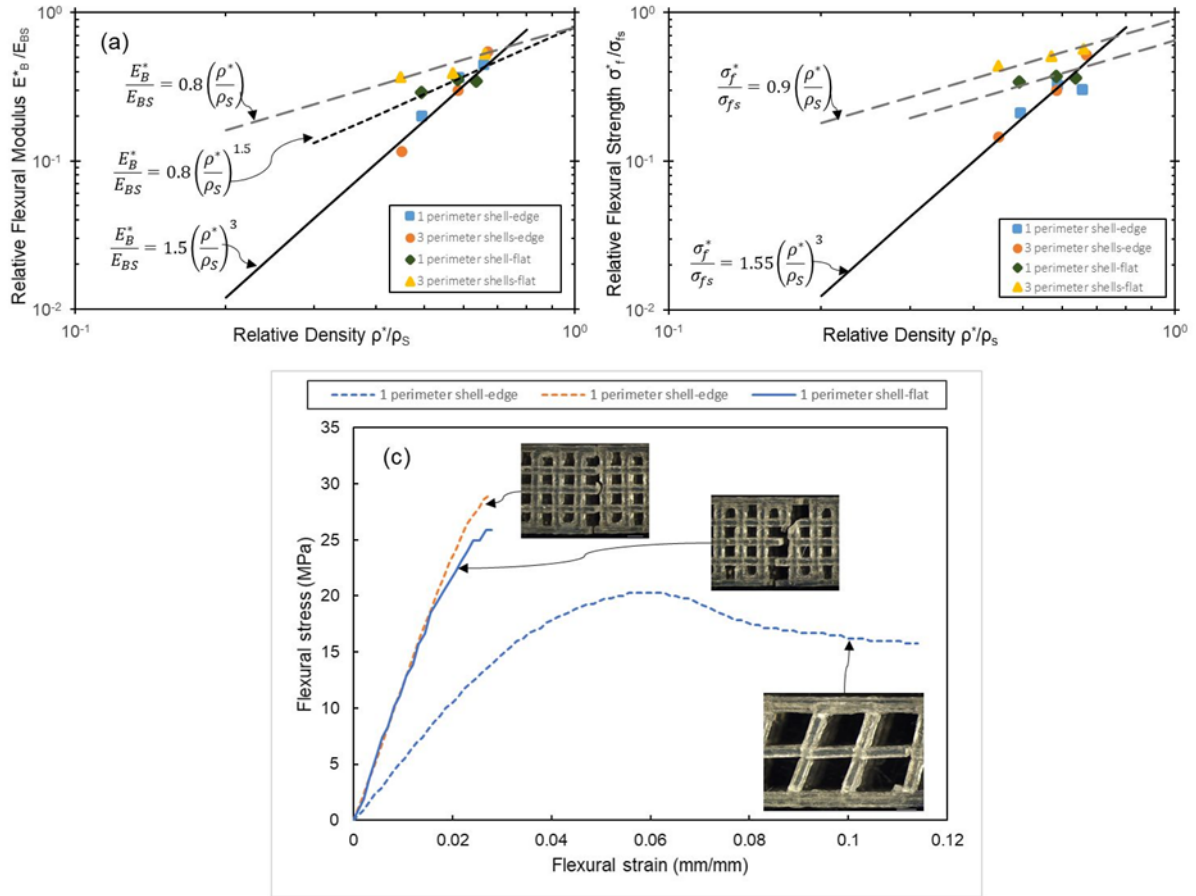 (a)
Relative Flexural Modulus E*B /EBS
10⁰
10⁻¹
10⁻²
E*B/EBS = 0.8(ρ*/ρS)
E*B/EBS = 0.8(ρ*/ρS)^1.5
E*B/EBS = 1.5(ρ*/ρS)^3
1 perimeter shell-edge
3 perimeter shells-edge
1 perimeter shell-flat
3 perimeter shells-flat
10⁻¹
10⁰
Relative Density ρ*/ρS
Relative Flexural Strength σ*f /σfs
10⁰
10⁻¹
10⁻²
σ*f/σfs = 0.9(ρ*/ρS)
σ*f/σfs = 1.55(ρ*/ρS)^3
1 perimeter shell-edge
3 perimeter shells-edge
1 perimeter shell-flat
3 perimeter shells-flat
10⁻¹
10⁰
Relative Density ρ*/ρs
1 perimeter shell-edge 1 perimeter shell-edge 1 perimeter shell-flat
(c)
Flexural stress (MPa)
35
30
25
20
15
10
5
0
0 0.02 0.04 0.06 0.08 0.1 0.12
Flexural strain (mm/mm)